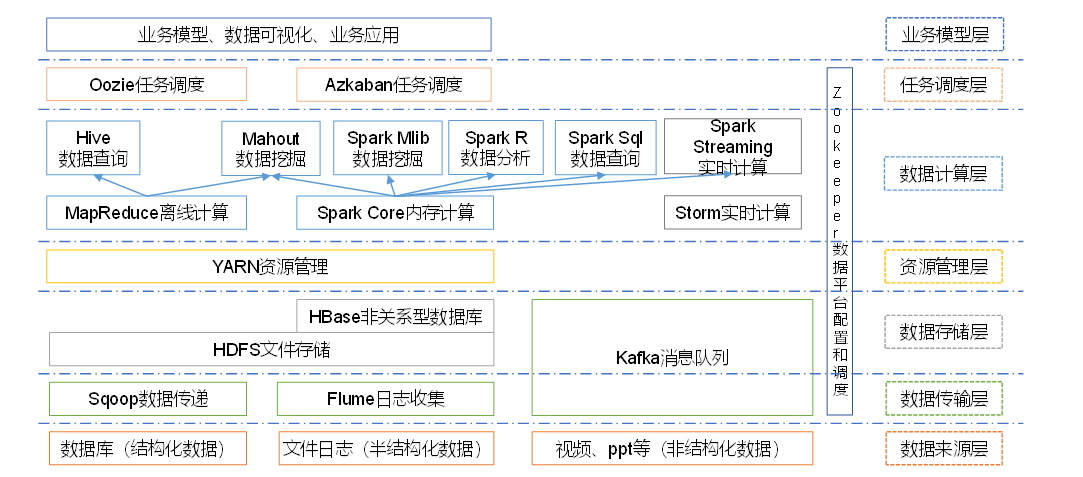 业务模型、数据可视化、业务应用
业务模型层
Oozie任务调度
Azkaban任务调度
任务调度层
Hive
数据查询
Mahout
数据挖掘
Spark Mlib
数据挖掘
Spark R
数据分析
Spark Sql
数据查询
Spark
Streaming
实时计算
数据计算层
MapReduce离线计算
Spark Core内存计算
Storm实时计算
Zookeeper数据平台配置和调度
YARN资源管理
资源管理层
HBase非关系型数据库
HDFS文件存储
Kafka消息队列
数据存储层
Sqoop数据传递
Flume日志收集
数据传输层
数据库（结构化数据）
文件日志（半结构化数据）
视频、ppt等（非结构化数据）
数据来源层